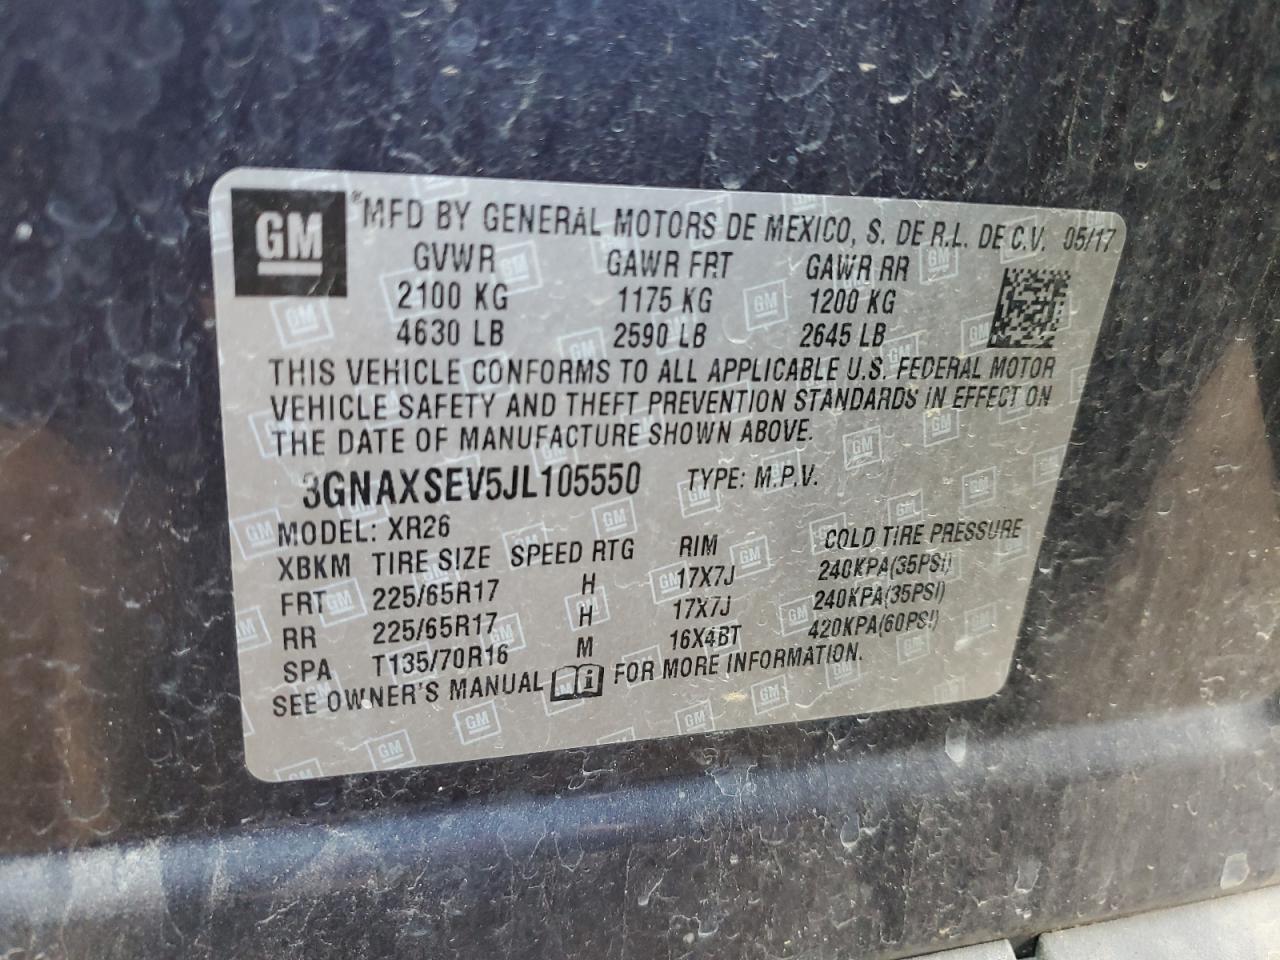 GM
®MFD BY GENERAL MOTORS DE MEXICO, S. DE R.L. DE C.V. 05/17
GVWR GAWR FRT GAWR RR
2100 KG 1175 KG 1200 KG
4630 LB 2590 LB 2645 LB
THIS VEHICLE CONFORMS TO ALL APPLICABLE U.S. FEDERAL MOTOR
VEHICLE SAFETY AND THEFT PREVENTION STANDARDS IN EFFECT ON
THE DATE OF MANUFACTURE SHOWN ABOVE.
3GNAXSEV5JL105550 TYPE: M.P.V.
MODEL: XR26
XBKM TIRE SIZE SPEED RTG RIM COLD TIRE PRESSURE
FRT 225/65R17 H 17X7J 240KPA(35PSI)
RR 225/65R17 H 17X7J 240KPA(35PSI)
SPA T135/70R16 M 16X4BT 420KPA(60PSI)
SEE OWNER'S MANUAL FOR MORE INFORMATION.